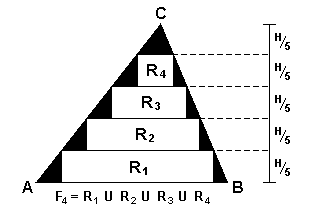 C
H/5
R4
H/5
R3
H/5
R2
H/5
R1
H/5
A B
F4 = R1 U R2 U R3 U R4